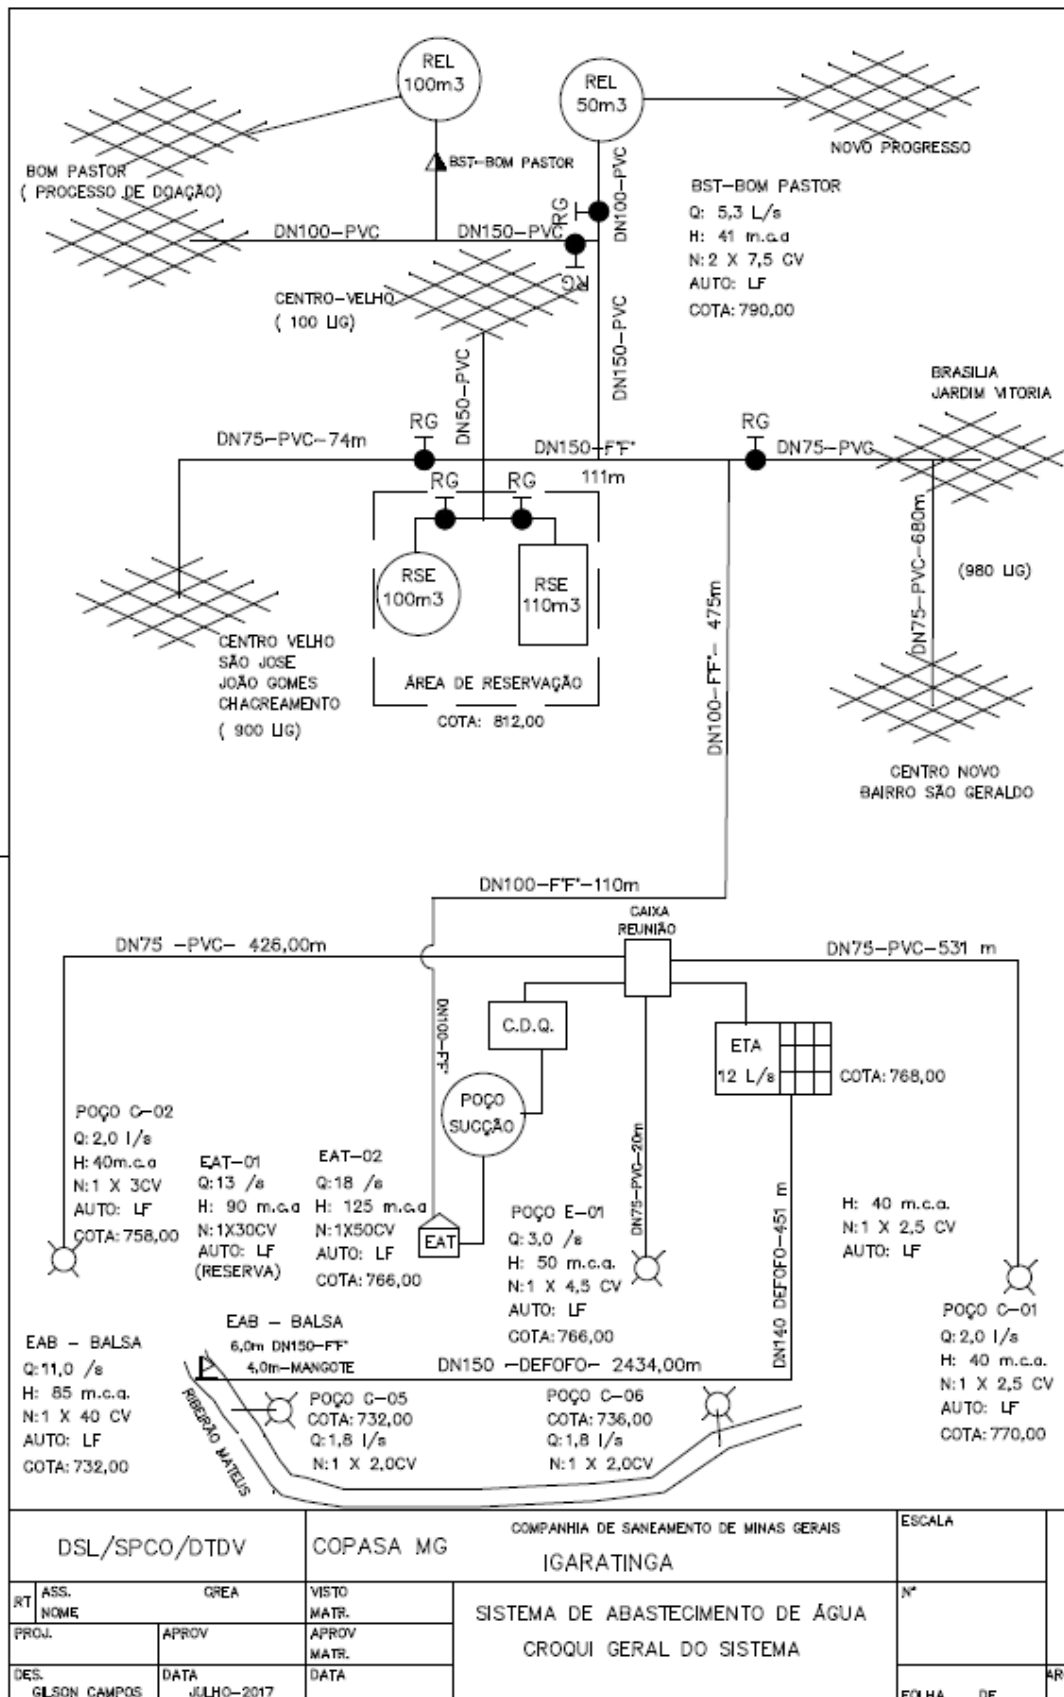 REL
100m3
REL
50m3
NOVO PROGRESSO
BST-BOM PASTOR
BOM PASTOR
( PROCESSO DE DOAÇÃO)
DN100-PVC
RG
BST-BOM PASTOR
Q: 5,3 L/s
H: 41 m.c.a
N:2 X 7,5 CV
AUTO: LF
COTA: 790,00
DN100-PVC
DN150-PVC
RG
CENTRO-VELHO
( 100 LIG)
DN150-PVC
DN50-PVC
BRASILIA
JARDIM VITORIA
RG
RG
DN75-PVC-74m
DN150-FºFº
DN75-PVC
111m
RG
RG
DN75-PVC-680m
(980 LIG)
RSE
100m3
RSE
110m3
DN100-FºFº- 475m
CENTRO VELHO
SÃO JOSE
JOÃO GOMES
CHACREAMENTO
( 900 LIG)
ÁREA DE RESERVAÇÃO
COTA: 812,00
CENTRO NOVO
BAIRRO SÃO GERALDO
DN100-FºFº-110m
CAIXA
REUNIÃO
DN75 -PVC- 426,00m
DN75-PVC-531 m
DN100-FºFº
C.D.Q.
ETA
12 L/s
COTA: 768,00
POÇO
SUCÇÃO
DN75-PVC-20m
POÇO C-02
Q: 2,0 l/s
H: 40m.c.a
N:1 X 3CV
AUTO: LF
COTA: 758,00
EAT-01
Q:13 /s
H: 90 m.c.a
N:1X30CV
AUTO: LF
(RESERVA)
EAT-02
Q:18 /s
H: 125 m.c.a
N:1X50CV
AUTO: LF
COTA: 766,00
EAT
POÇO E-01
Q: 3,0 /s
H: 50 m.c.a.
N:1 X 4,5 CV
AUTO: LF
COTA: 766,00
DN140 DEFOFO-451 m
H: 40 m.c.a.
N:1 X 2,5 CV
AUTO: LF
POÇO C-01
Q: 2,0 l/s
H: 40 m.c.a.
N:1 X 2,5 CV
AUTO: LF
COTA: 770,00
EAB - BALSA
Q:11,0 /s
H: 85 m.c.a.
N:1 X 40 CV
AUTO: LF
COTA: 732,00
EAB - BALSA
6,0m DN150-FºFº
4,0m-MANGOTE
DN150 -DEFOFO- 2434,00m
RIBEIRÃO MATEUS
POÇO C-05
COTA: 732,00
Q:1,8 l/s
N:1 X 2,0CV
POÇO C-06
COTA: 736,00
Q:1,8 l/s
N:1 X 2,0CV
DSL/SPCO/DTDV
COPASA MG
COMPANHIA DE SANEAMENTO DE MINAS GERAIS
IGARATINGA
ESCALA
RT
ASS.
CREA
NOME
VISTO
MATR.
SISTEMA DE ABASTECIMENTO DE ÁGUA
CROQUI GERAL DO SISTEMA
Nº
PROJ.
APROV
APROV
MATR.
DES.
GILSON CAMPOS
DATA
JULHO-2017
DATA
FOLHA DE